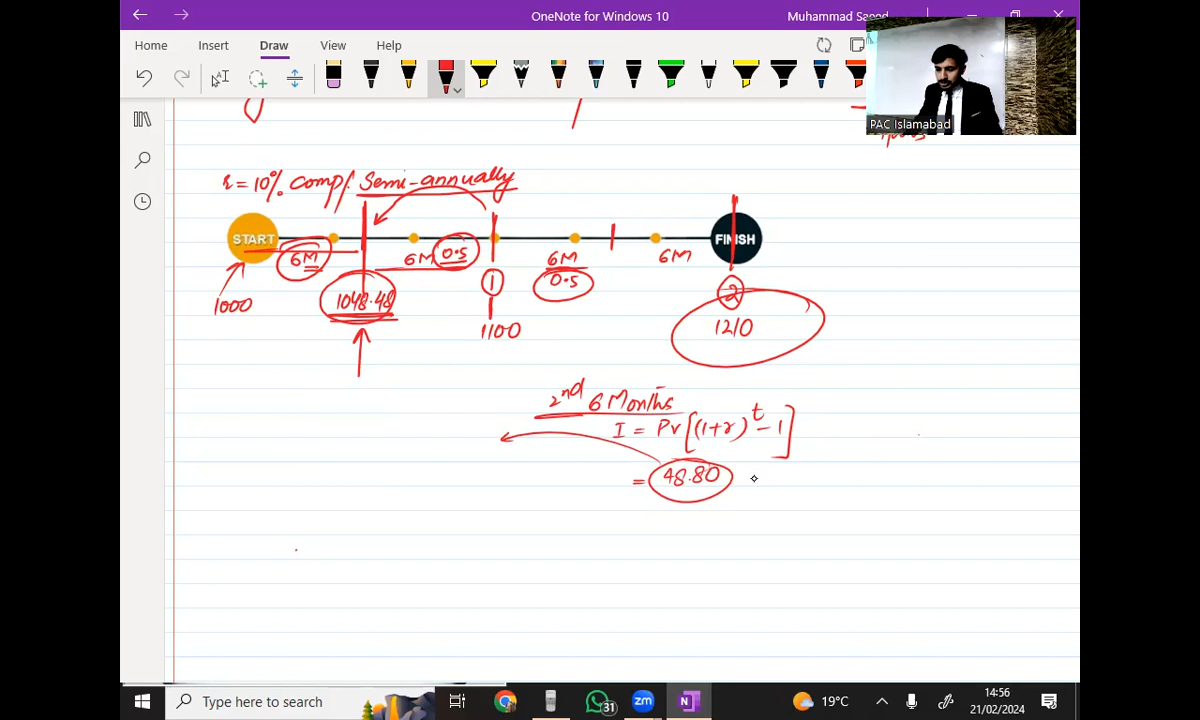 OneNote for Windows 10
Muhammad Saeed
Home Insert Draw View Help
PAC Islamabad
r = 10% comp/. Semi-annually
START
FINISH
6M
6M 0.5
6M
6M
0.5
1000
1048.48
1
1100
2
1210
2nd 6 Months
I = Pv[(1+r)^t - 1]
= 48.80
Type here to search
31
zm
19°C
14:56
21/02/2024